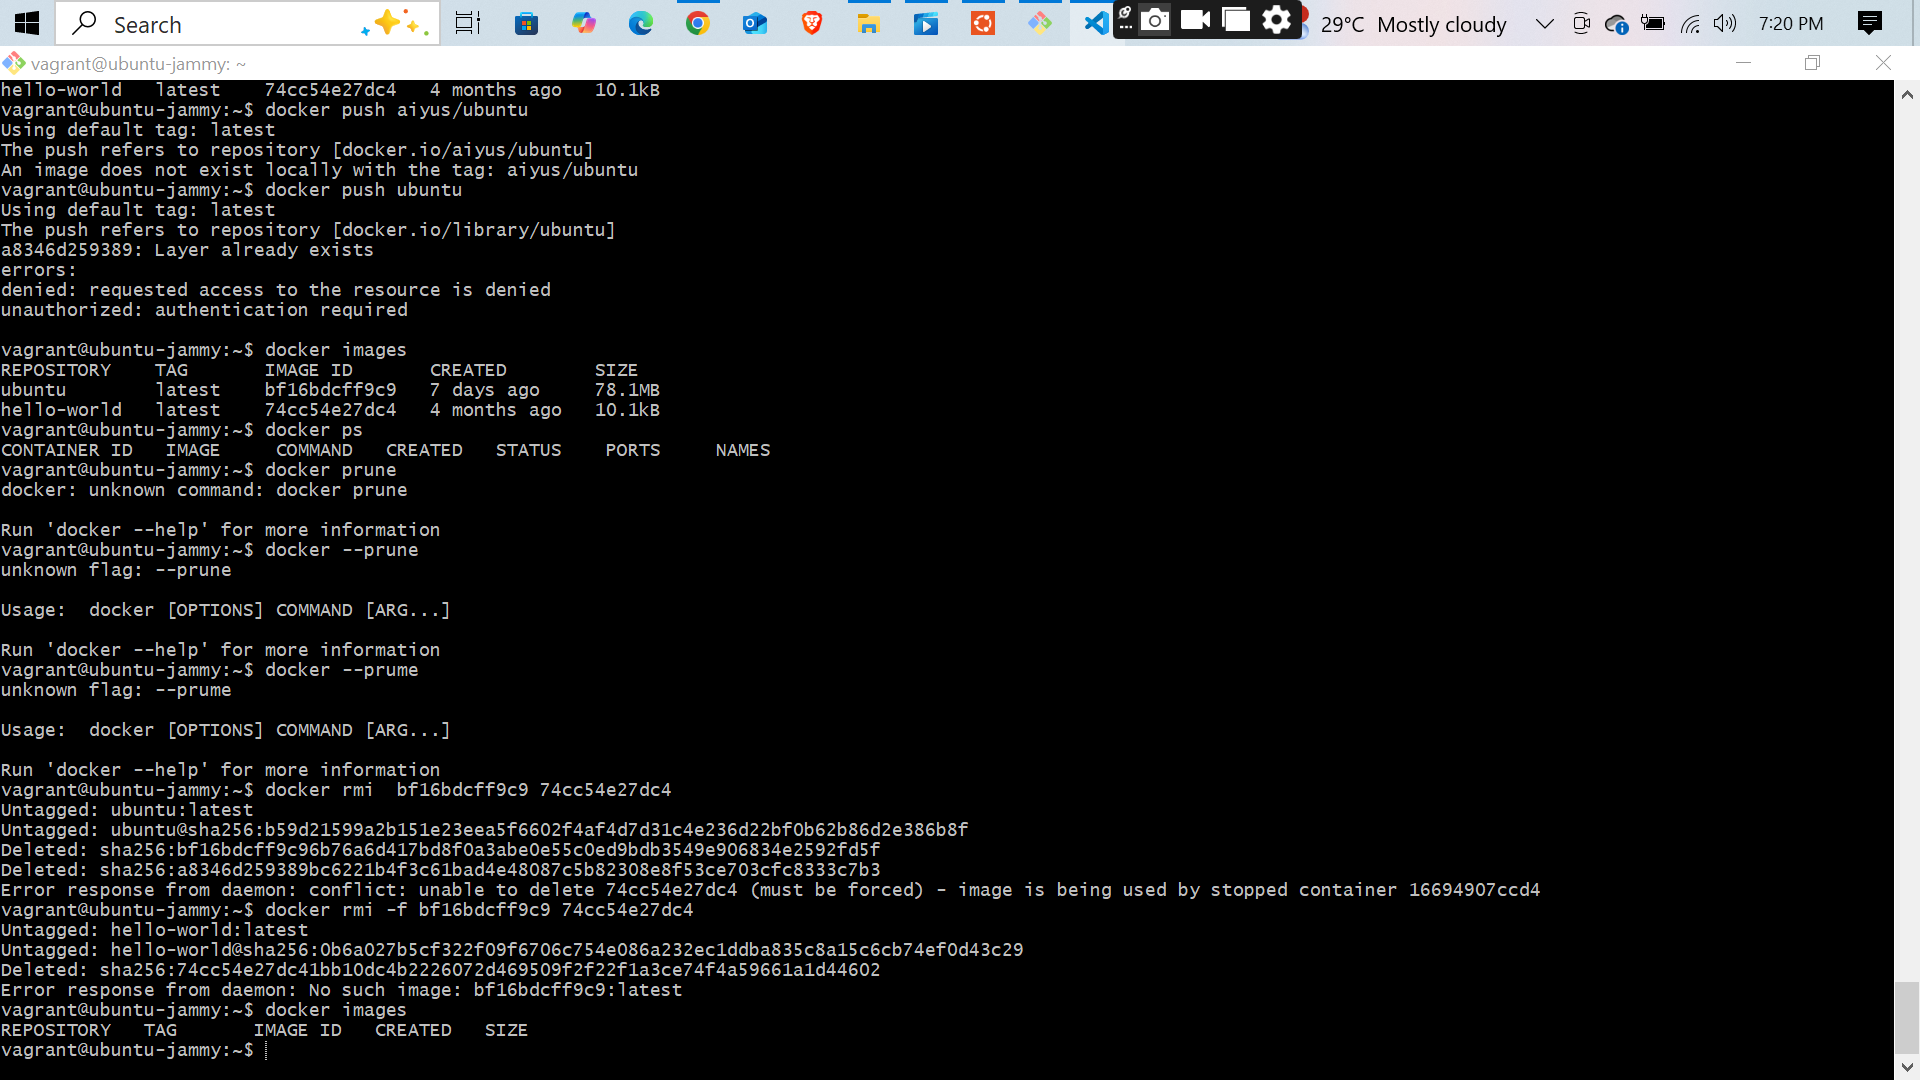 Search
29°C Mostly cloudy
7:20 PM
vagrant@ubuntu-jammy: ~
hello-world   latest    74cc54e27dc4   4 months ago   10.1kB
vagrant@ubuntu-jammy:~$ docker push aiyus/ubuntu
Using default tag: latest
The push refers to repository [docker.io/aiyus/ubuntu]
An image does not exist locally with the tag: aiyus/ubuntu
vagrant@ubuntu-jammy:~$ docker push ubuntu
Using default tag: latest
The push refers to repository [docker.io/library/ubuntu]
a8346d259389: Layer already exists
errors:
denied: requested access to the resource is denied
unauthorized: authentication required
vagrant@ubuntu-jammy:~$ docker images
REPOSITORY    TAG       IMAGE ID       CREATED        SIZE
ubuntu        latest    bf16bdcff9c9   7 days ago     78.1MB
hello-world   latest    74cc54e27dc4   4 months ago   10.1kB
vagrant@ubuntu-jammy:~$ docker ps
CONTAINER ID   IMAGE     COMMAND   CREATED   STATUS    PORTS     NAMES
vagrant@ubuntu-jammy:~$ docker prune
docker: unknown command: docker prune
Run 'docker --help' for more information
vagrant@ubuntu-jammy:~$ docker --prune
unknown flag: --prune
Usage:  docker [OPTIONS] COMMAND [ARG...]
Run 'docker --help' for more information
vagrant@ubuntu-jammy:~$ docker --prume
unknown flag: --prume
Usage:  docker [OPTIONS] COMMAND [ARG...]
Run 'docker --help' for more information
vagrant@ubuntu-jammy:~$ docker rmi  bf16bdcff9c9 74cc54e27dc4
Untagged: ubuntu:latest
Untagged: ubuntu@sha256:b59d21599a2b151e23eea5f6602f4af4d7d31c4e236d22bf0b62b86d2e386b8f
Deleted: sha256:bf16bdcff9c96b76a6d417bd8f0a3abe0e55c0ed9bdb3549e906834e2592fd5f
Deleted: sha256:a8346d259389bc6221b4f3c61bad4e48087c5b82308e8f53ce703cfc8333c7b3
Error response from daemon: conflict: unable to delete 74cc54e27dc4 (must be forced) - image is being used by stopped container 16694907ccd4
vagrant@ubuntu-jammy:~$ docker rmi -f bf16bdcff9c9 74cc54e27dc4
Untagged: hello-world:latest
Untagged: hello-world@sha256:0b6a027b5cf322f09f6706c754e086a232ec1ddba835c8a15c6cb74ef0d43c29
Deleted: sha256:74cc54e27dc41bb10dc4b2226072d469509f2f22f1a3ce74f4a59661a1d44602
Error response from daemon: No such image: bf16bdcff9c9:latest
vagrant@ubuntu-jammy:~$ docker images
REPOSITORY   TAG       IMAGE ID   CREATED   SIZE
vagrant@ubuntu-jammy:~$